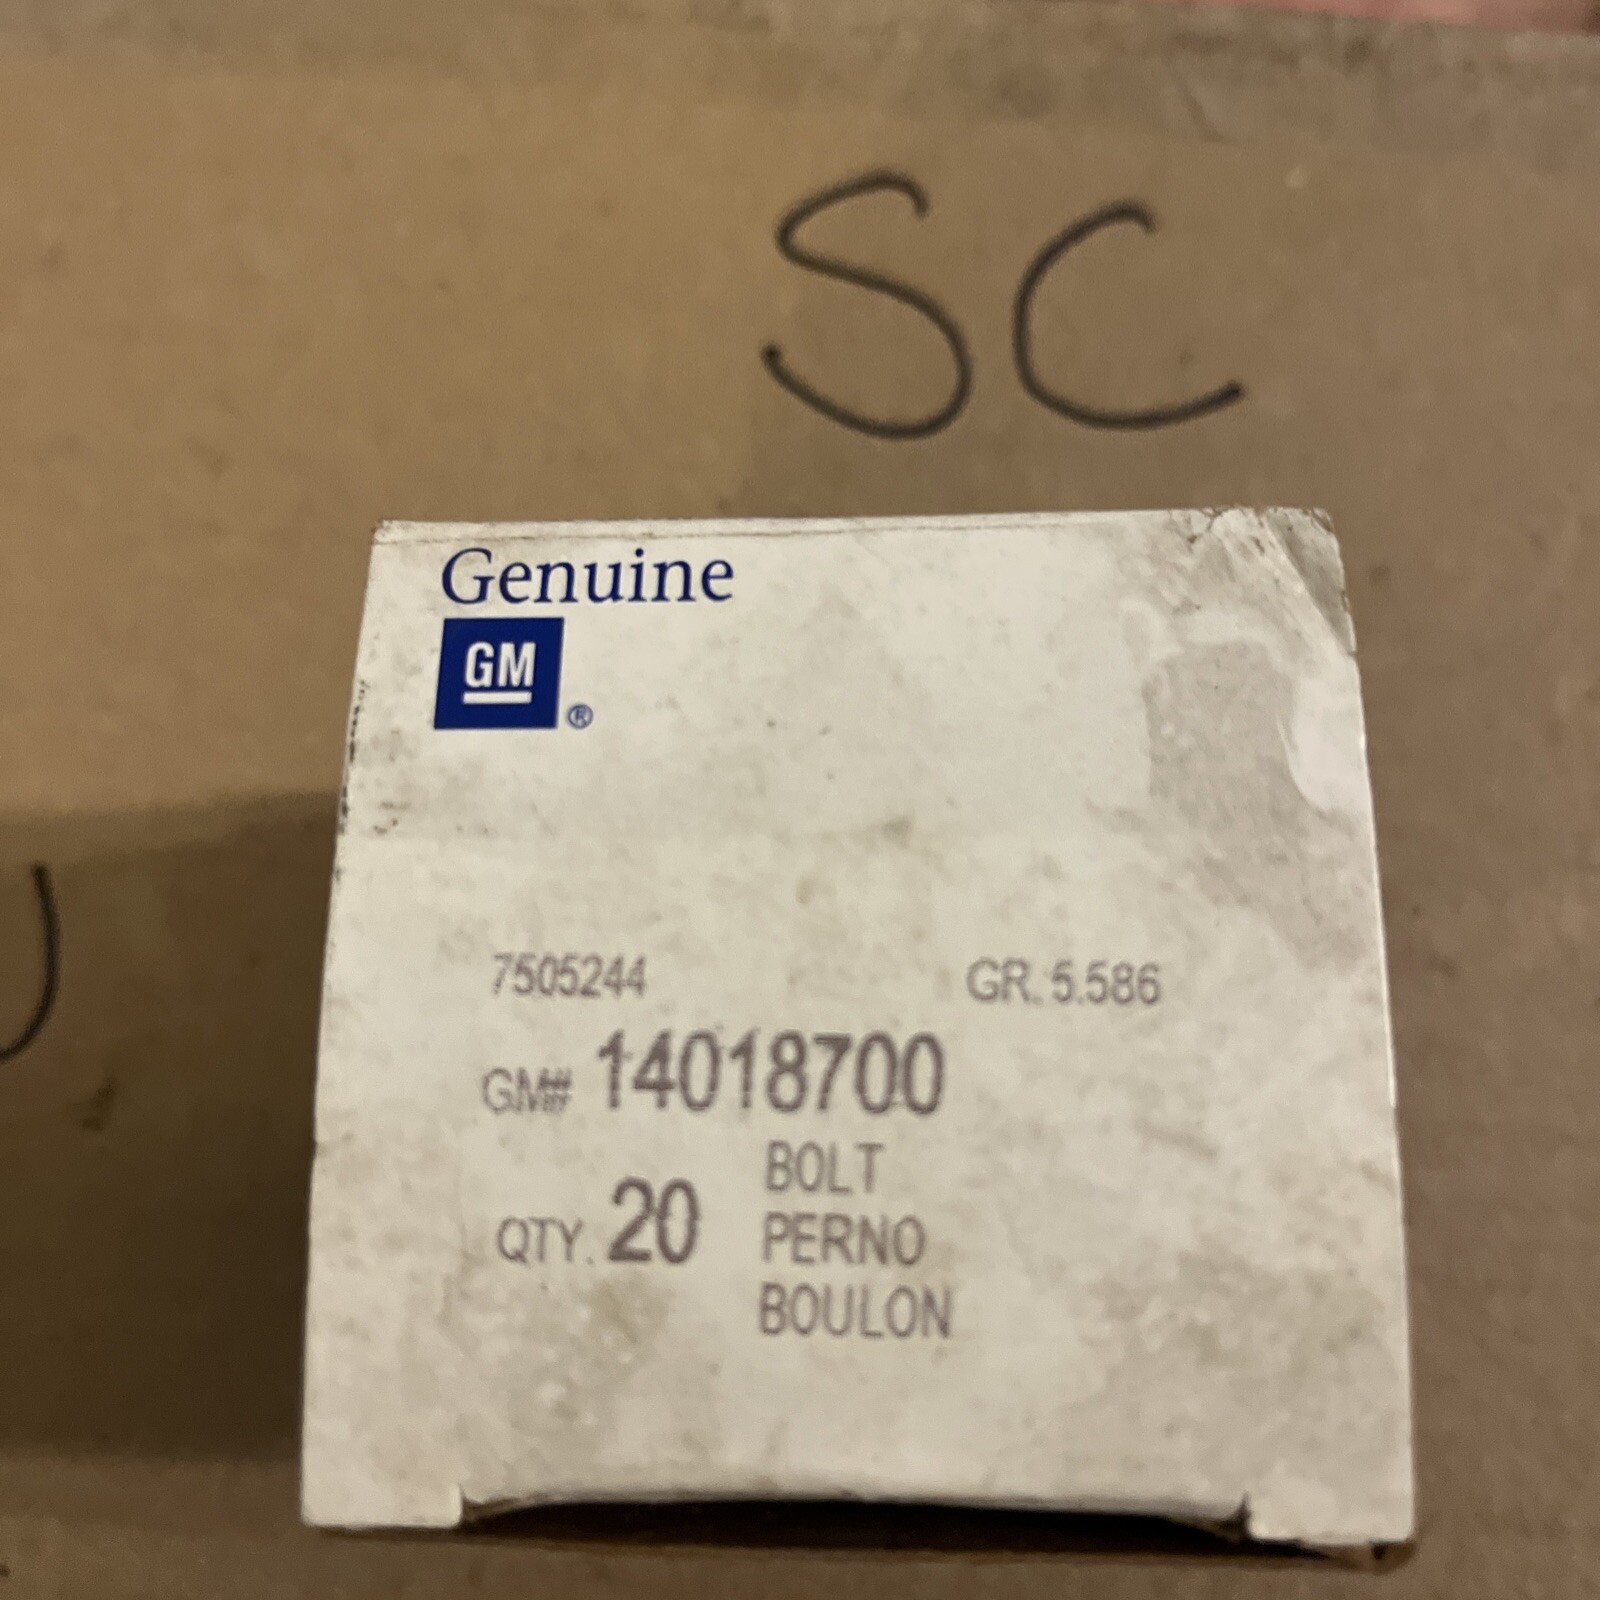 SC
Genuine
GM
®
7505244 GR. 5.586
GM# 14018700
BOLT
QTY. 20 PERNO
BOULON